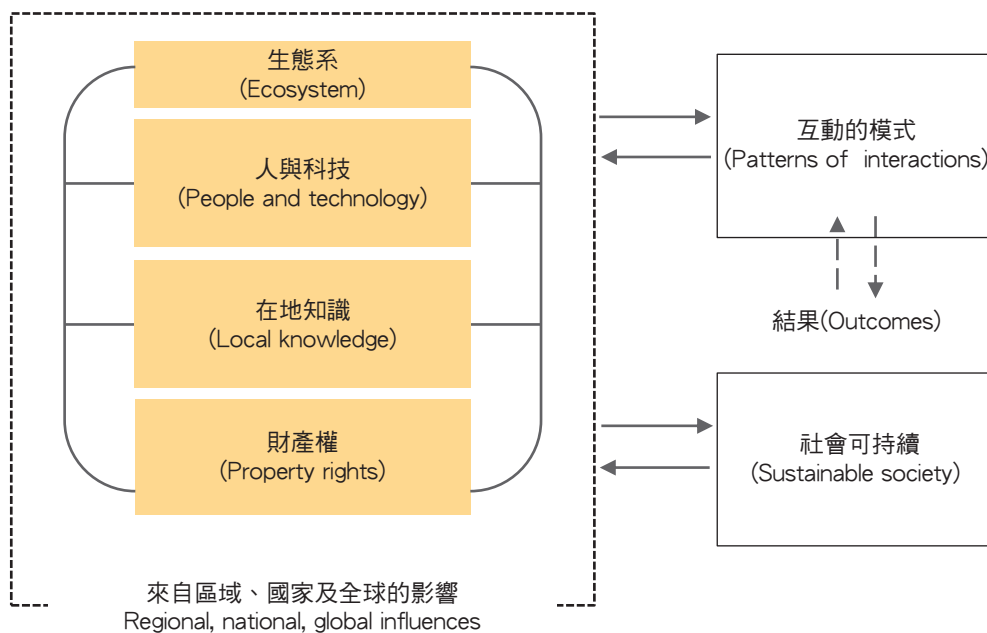 生態系
(Ecosystem)
人與科技
(People and technology)
在地知識
(Local knowledge)
財產權
(Property rights)
來自區域、國家及全球的影響
Regional, national, global influences
互動的模式
(Patterns of interactions)
結果(Outcomes)
社會可持續
(Sustainable society)